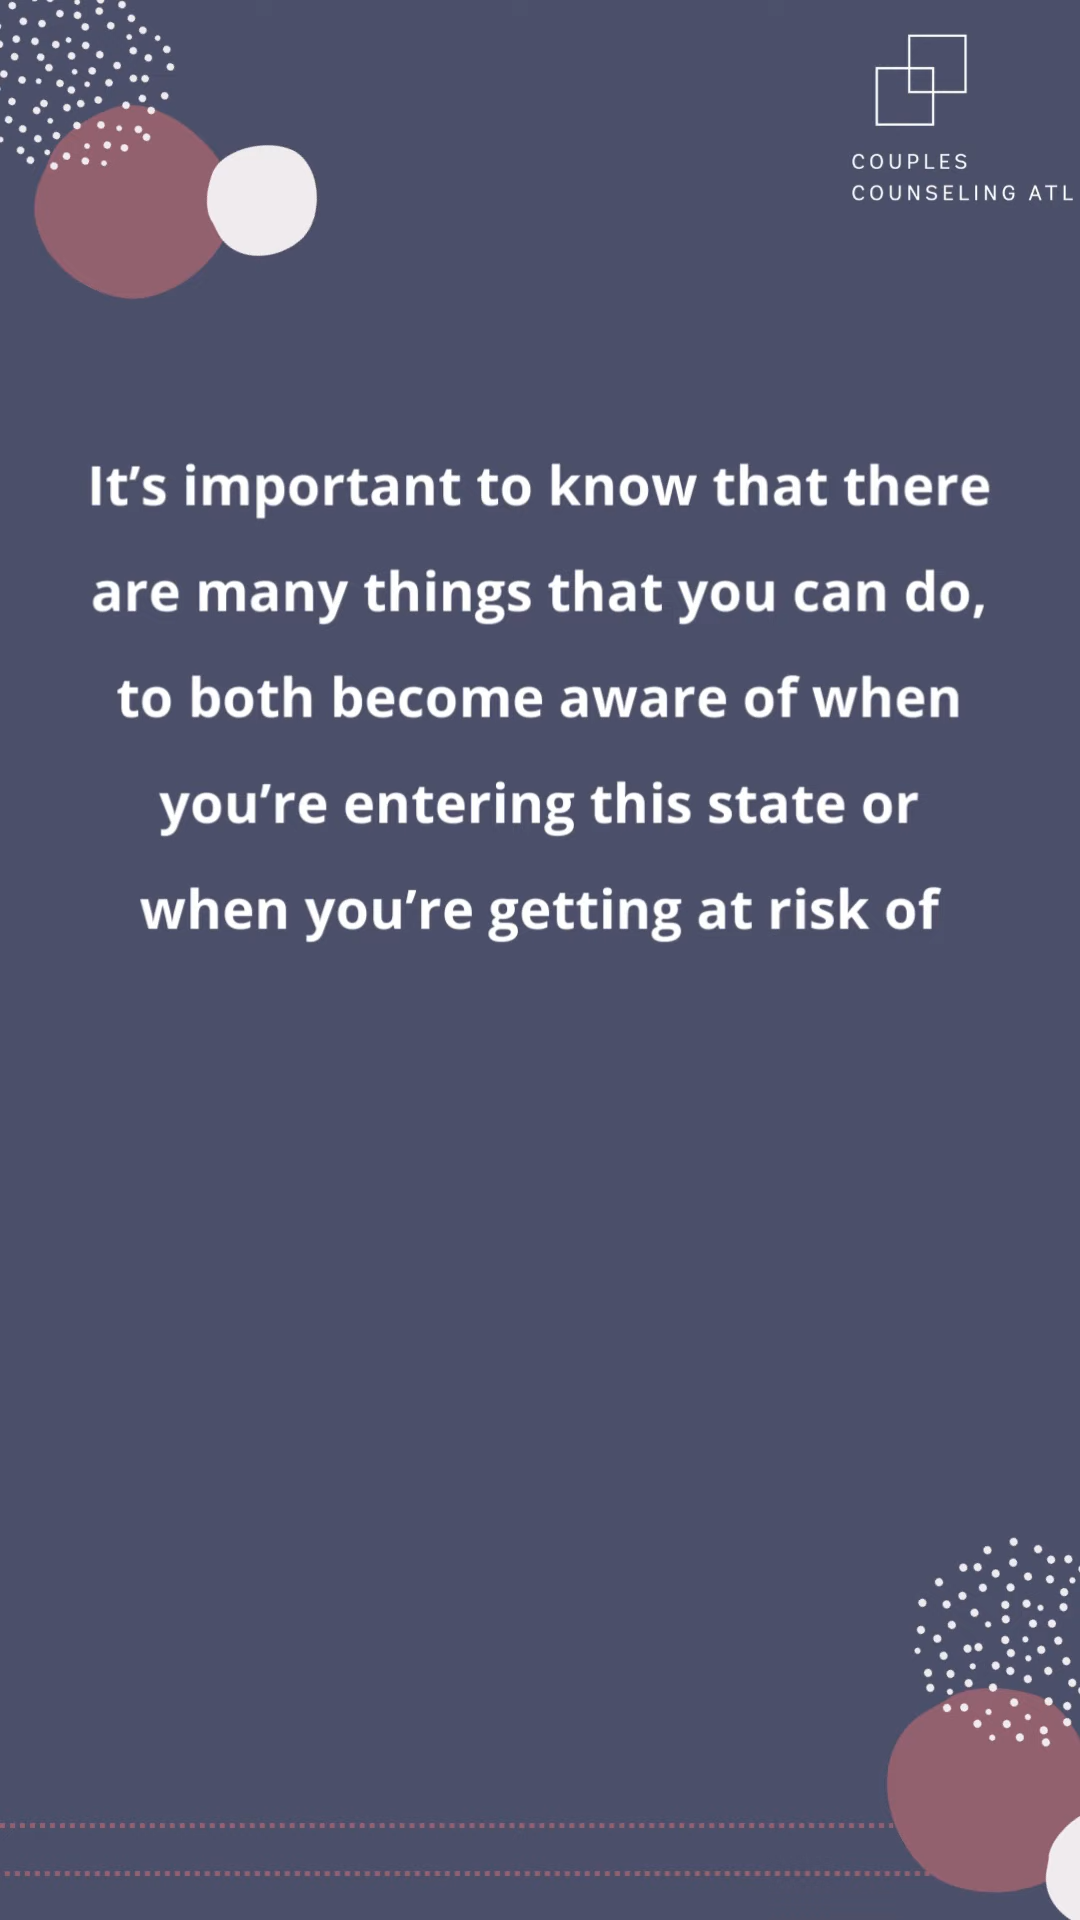 COUPLES
COUNSELING ATL
It’s important to know that there
are many things that you can do,
to both become aware of when
you’re entering this state or
when you’re getting at risk of